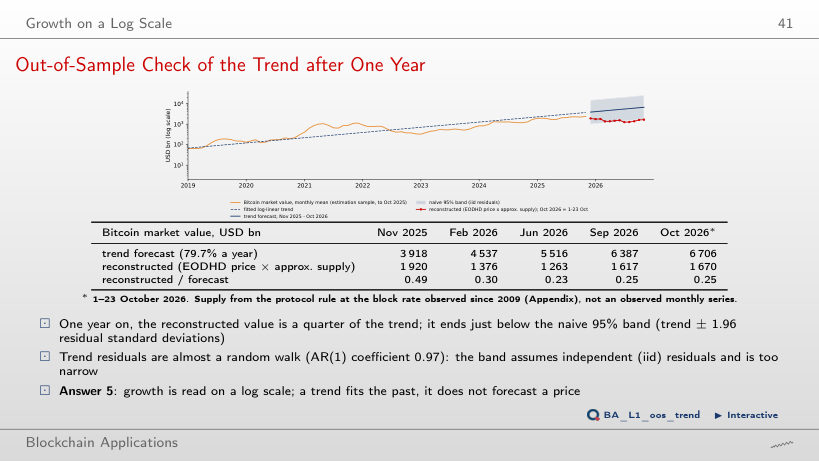 Growth on a Log Scale 41
Out-of-Sample Check of the Trend after One Year
USD bn (log scale)
10⁴
10³
10²
10¹
2019 2020 2021 2022 2023 2024 2025 2026
Bitcoin market value, monthly mean (estimation sample, to Oct 2025)
fitted log-linear trend
trend forecast, Nov 2025 - Oct 2026
naive 95% band (iid residuals)
reconstructed (EODHD price x approx. supply); Oct 2026 = 1-23 Oct
Bitcoin market value, USD bn Nov 2025 Feb 2026 Jun 2026 Sep 2026 Oct 2026*
trend forecast (79.7% a year) 3 918 4 537 5 516 6 387 6 706
reconstructed (EODHD price × approx. supply) 1 920 1 376 1 263 1 617 1 670
reconstructed / forecast 0.49 0.30 0.23 0.25 0.25
* 1–23 October 2026. Supply from the protocol rule at the block rate observed since 2009 (Appendix), not an observed monthly series.
One year on, the reconstructed value is a quarter of the trend; it ends just below the naive 95% band (trend ± 1.96
residual standard deviations)
Trend residuals are almost a random walk (AR(1) coefficient 0.97): the band assumes independent (iid) residuals and is too
narrow
Answer 5: growth is read on a log scale; a trend fits the past, it does not forecast a price
BA_L1_oos_trend ▶ Interactive
Blockchain Applications